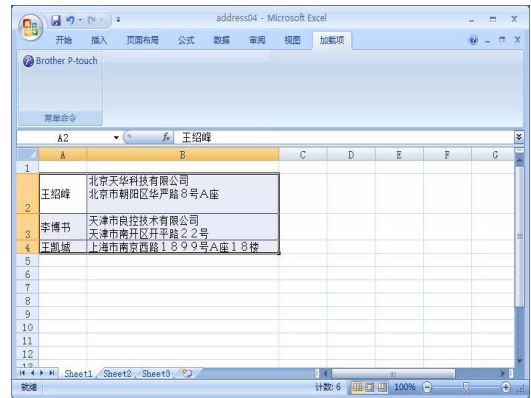 address04 - Microsoft Excel
开始 插入 页面布局 公式 数据 审阅 视图 加载项
Brother P-touch
菜单命令
A2 fx 王绍峰
A B C D E F G
1
北京天华科技有限公司
2 王绍峰 北京市朝阳区华严路８号Ａ座
天津市良控技术有限公司
3 李博书 天津市南开区开平路２２号
4 王凯城 上海市南京西路１８９９号Ａ座１８楼
5
6
7
8
9
10
11
12
13
Sheet1 Sheet2 Sheet3
就绪 计数: 6 100%